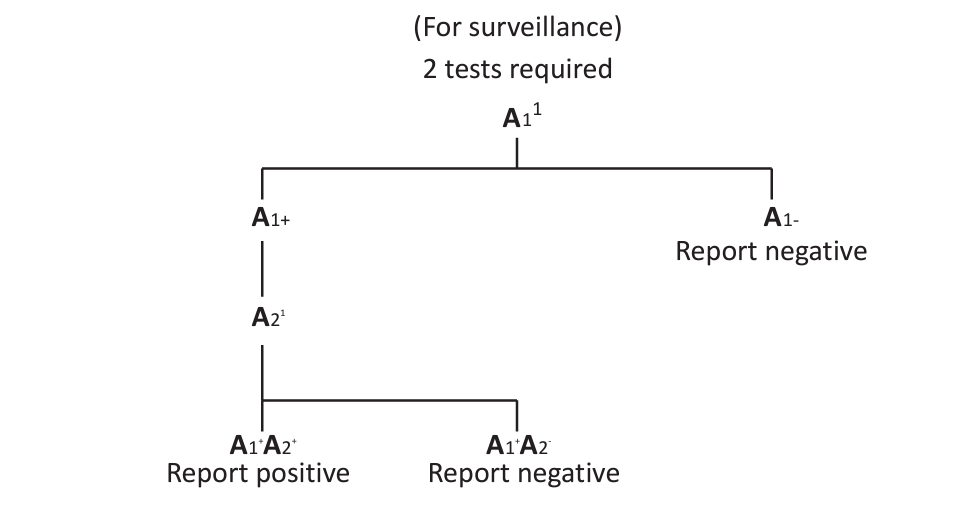 (For surveillance)
2 tests required
A₁¹
A₁₊
A₁₋
Report negative
A₂¹
A₁⁺A₂⁺
A₁⁺A₂⁻
Report positive
Report negative